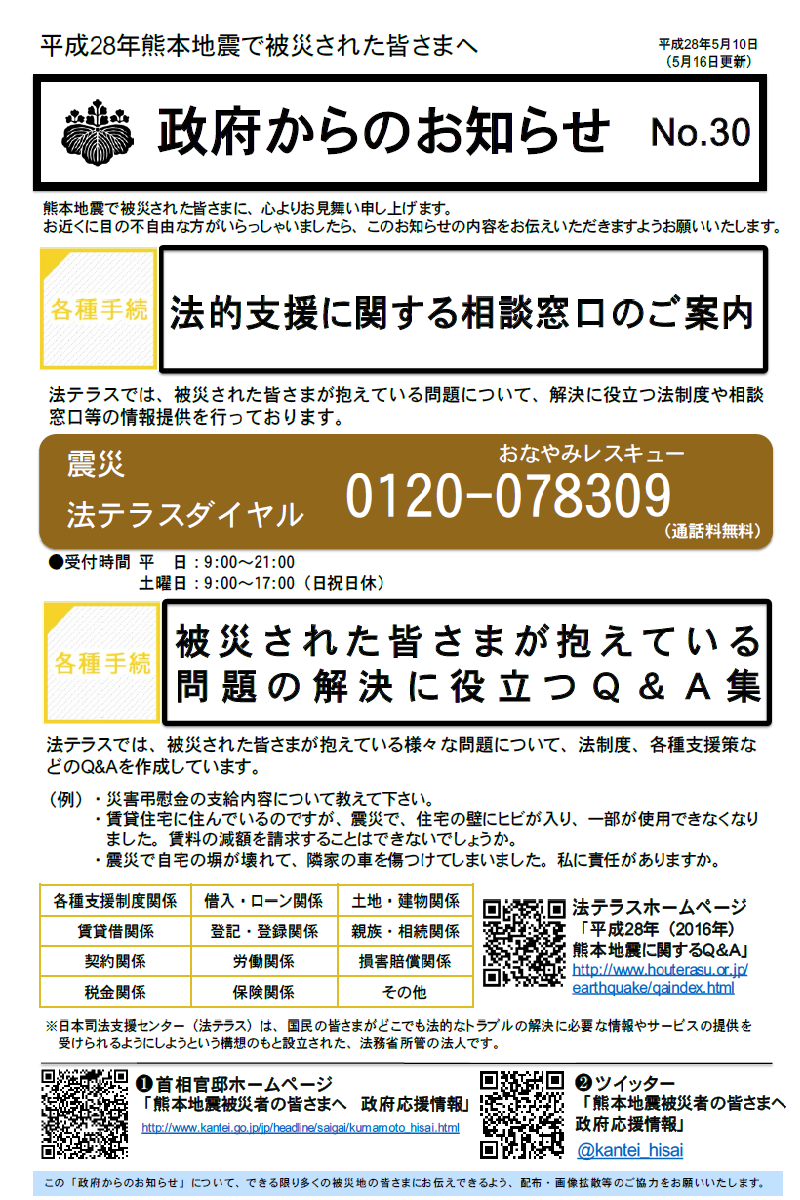 平成28年熊本地震で被災された皆さまへ
平成28年5月10日
（5月16日更新）
政府からのお知らせ No.30
熊本地震で被災された皆さまに、心よりお見舞い申し上げます。
お近くに目の不自由な方がいらっしゃいましたら、このお知らせの内容をお伝えいただきますようお願いいたします。
各種手続
法的支援に関する相談窓口のご案内
法テラスでは、被災された皆さまが抱えている問題について、解決に役立つ法制度や相談
窓口等の情報提供を行っております。
震災
法テラスダイヤル
おなやみレスキュー
0120-078309
（通話料無料）
●受付時間 平　日：9:00～21:00
土曜日：9:00～17:00（日祝日休）
各種手続
被災された皆さまが抱えている
問題の解決に役立つQ&A集
法テラスでは、被災された皆さまが抱えている様々な問題について、法制度、各種支援策な
どのQ&Aを作成しています。
（例）・災害弔慰金の支給内容について教えて下さい。
・賃貸住宅に住んでいるのですが、震災で、住宅の壁にヒビが入り、一部が使用できなくなり
ました。賃料の減額を請求することはできないでしょうか。
・震災で自宅の塀が壊れて、隣家の車を傷つけてしまいました。私に責任がありますか。
各種支援制度関係 借入・ローン関係 土地・建物関係
賃貸借関係 登記・登録関係 親族・相続関係
契約関係 労働関係 損害賠償関係
税金関係 保険関係 その他
法テラスホームページ
「平成28年（2016年）
熊本地震に関するQ&A」
http://www.houterasu.or.jp/
earthquake/qaindex.html
※日本司法支援センター（法テラス）は、国民の皆さまがどこでも法的なトラブルの解決に必要な情報やサービスの提供を
受けられるようにしようという構想のもと設立された、法務省所管の法人です。
❶首相官邸ホームページ
「熊本地震被災者の皆さまへ　政府応援情報」
http://www.kantei.go.jp/jp/headline/saigai/kumamoto_hisai.html
❷ツイッター
「熊本地震被災者の皆さまへ
政府応援情報」
@kantei_hisai
この「政府からのお知らせ」について、できる限り多くの被災地の皆さまにお伝えできるよう、配布・画像拡散等のご協力をお願いいたします。